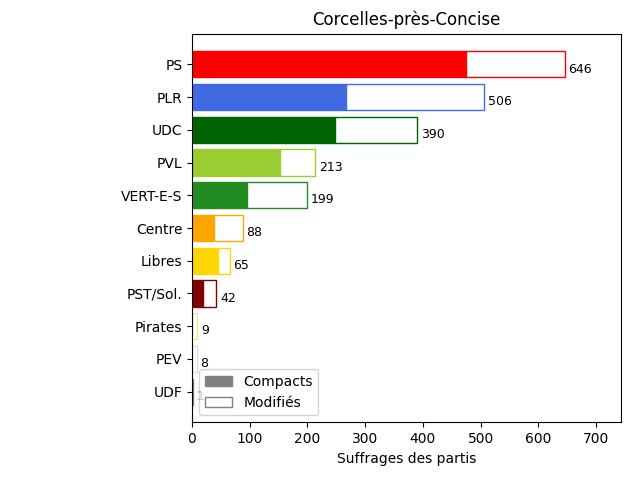 Corcelles-près-Concise
PS 646
PLR 506
UDC 390
PVL 213
VERT-E-S 199
Centre 88
Libres 65
PST/Sol. 42
Pirates 9
PEV 8
UDF
Compacts
Modifiés
0 100 200 300 400 500 600 700
Suffrages des partis